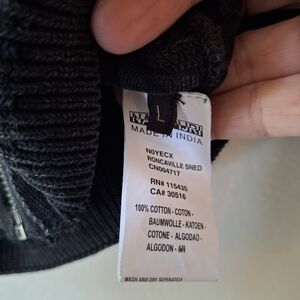 L
NAPAPIJRI
MADE IN INDIA
N0YECX
RONCAVILLE SNED
CN004717
RN# 115435
CA# 30516
100% COTTON - COTON -
BAUMWOLLE - KATOEN -
COTONE - ALGODAO -
ALGODON -
WASH AND DRY SEPERATELY